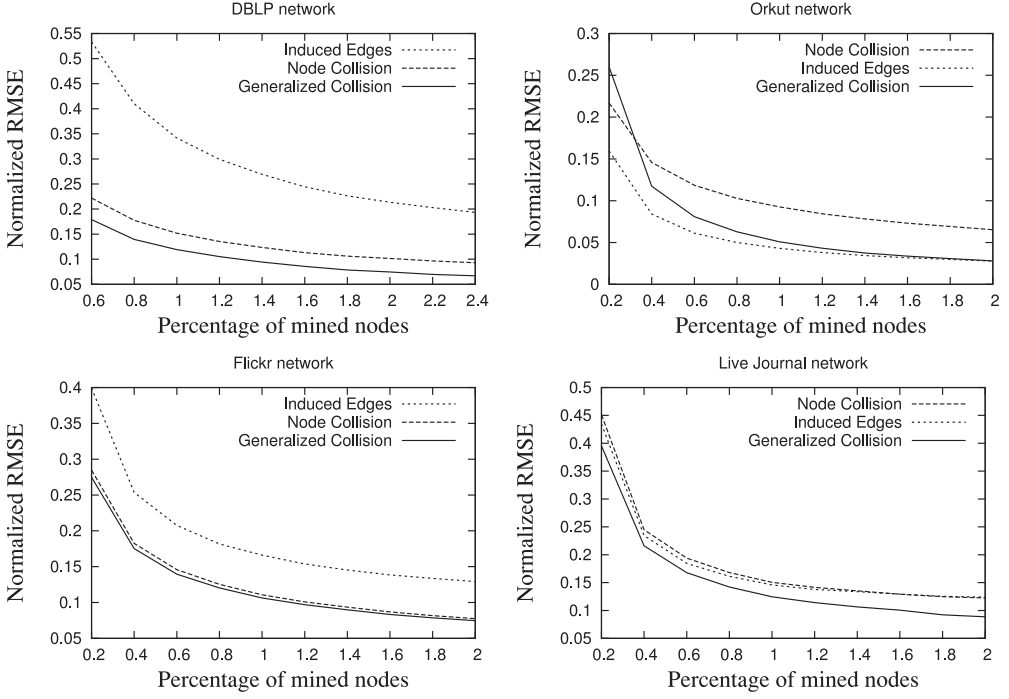 DBLP network
0.55
0.5
0.45
0.4
0.35
0.3
0.25
0.2
0.15
0.1
0.05
Normalized RMSE
Induced Edges
Node Collision
Generalized Collision
0.6 0.8 1 1.2 1.4 1.6 1.8 2 2.2 2.4
Percentage of mined nodes
Orkut network
0.3
0.25
0.2
0.15
0.1
0.05
0
Normalized RMSE
Node Collision
Induced Edges
Generalized Collision
0.2 0.4 0.6 0.8 1 1.2 1.4 1.6 1.8 2
Percentage of mined nodes
Flickr network
0.4
0.35
0.3
0.25
0.2
0.15
0.1
0.05
Normalized RMSE
Induced Edges
Node Collision
Generalized Collision
0.2 0.4 0.6 0.8 1 1.2 1.4 1.6 1.8 2
Percentage of mined nodes
Live Journal network
0.5
0.45
0.4
0.35
0.3
0.25
0.2
0.15
0.1
0.05
Normalized RMSE
Node Collision
Induced Edges
Generalized Collision
0.2 0.4 0.6 0.8 1 1.2 1.4 1.6 1.8 2
Percentage of mined nodes